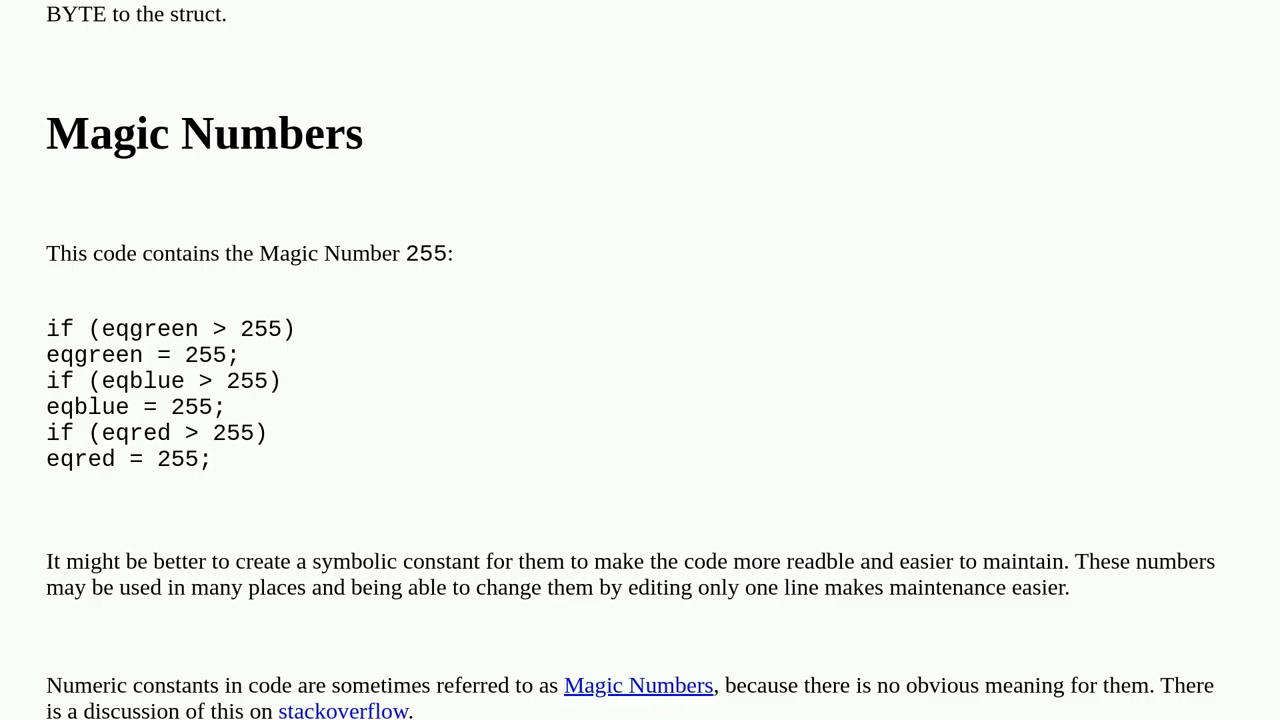 BYTE to the struct.
Magic Numbers
This code contains the Magic Number 255:
if (eqgreen > 255)
eqgreen = 255;
if (eqblue > 255)
eqblue = 255;
if (eqred > 255)
eqred = 255;
It might be better to create a symbolic constant for them to make the code more readble and easier to maintain. These numbers
may be used in many places and being able to change them by editing only one line makes maintenance easier.
Numeric constants in code are sometimes referred to as Magic Numbers, because there is no obvious meaning for them. There
is a discussion of this on stackoverflow.